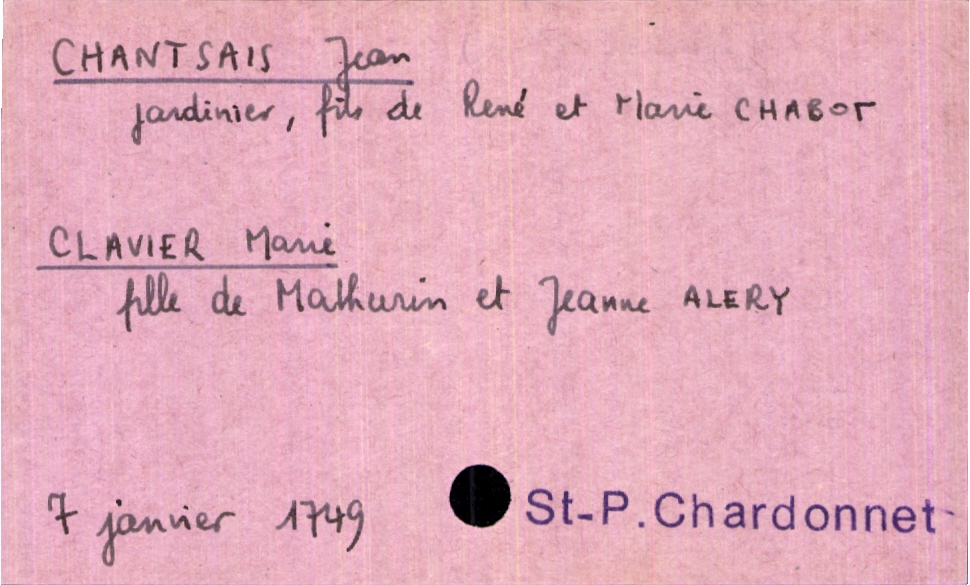 CHANTSAIS Jean
jardinier, fils de René et Marie CHABOT
CLAVIER Marie
fille de Mathurin et Jeanne ALERY
7 janvier 1749 St-P. Chardonnet